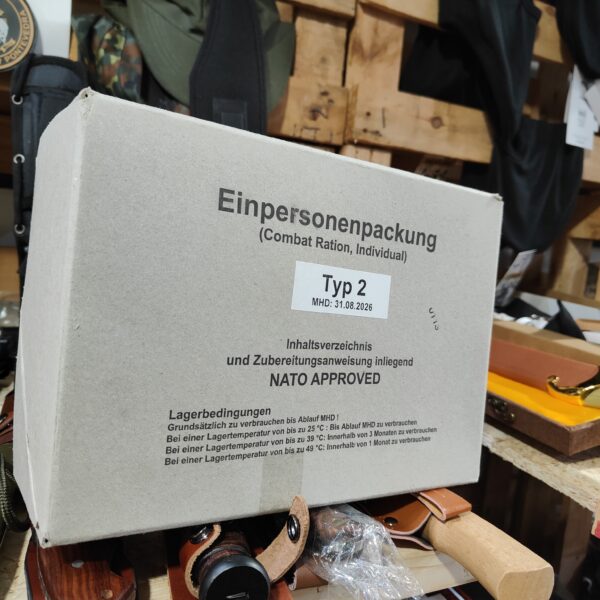 Einpersonenpackung
(Combat Ration, Individual)
Typ 2
MHD: 31.08.2026
Inhaltsverzeichnis
und Zubereitungsanweisung inliegend
NATO APPROVED
Lagerbedingungen
Grundsätzlich zu verbrauchen bis Ablauf MHD !
Bei einer Lagertemperatur von bis zu 25 °C : Bis Ablauf MHD zu verbrauchen
Bei einer Lagertemperatur von bis zu 39 °C: Innerhalb von 3 Monaten zu verbrauchen
Bei einer Lagertemperatur von bis zu 49 °C: Innerhalb von 1 Monat zu verbrauchen